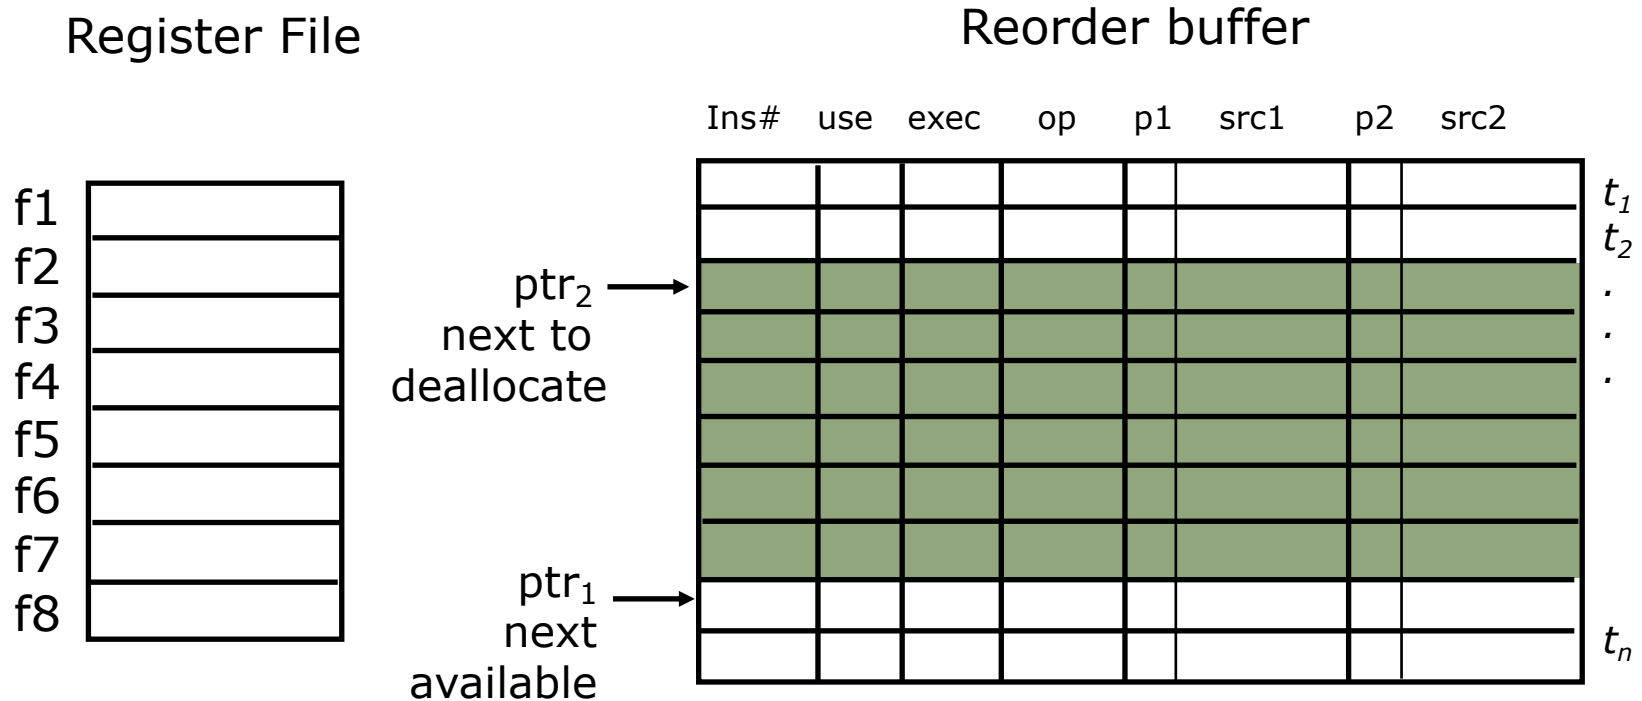 Register File
Reorder buffer
Ins# use exec op p1 src1 p2 src2
f1
f2
f3
f4
f5
f6
f7
f8
ptr2
next to
deallocate
ptr1
next
available
t1
t2
.
.
.
tn